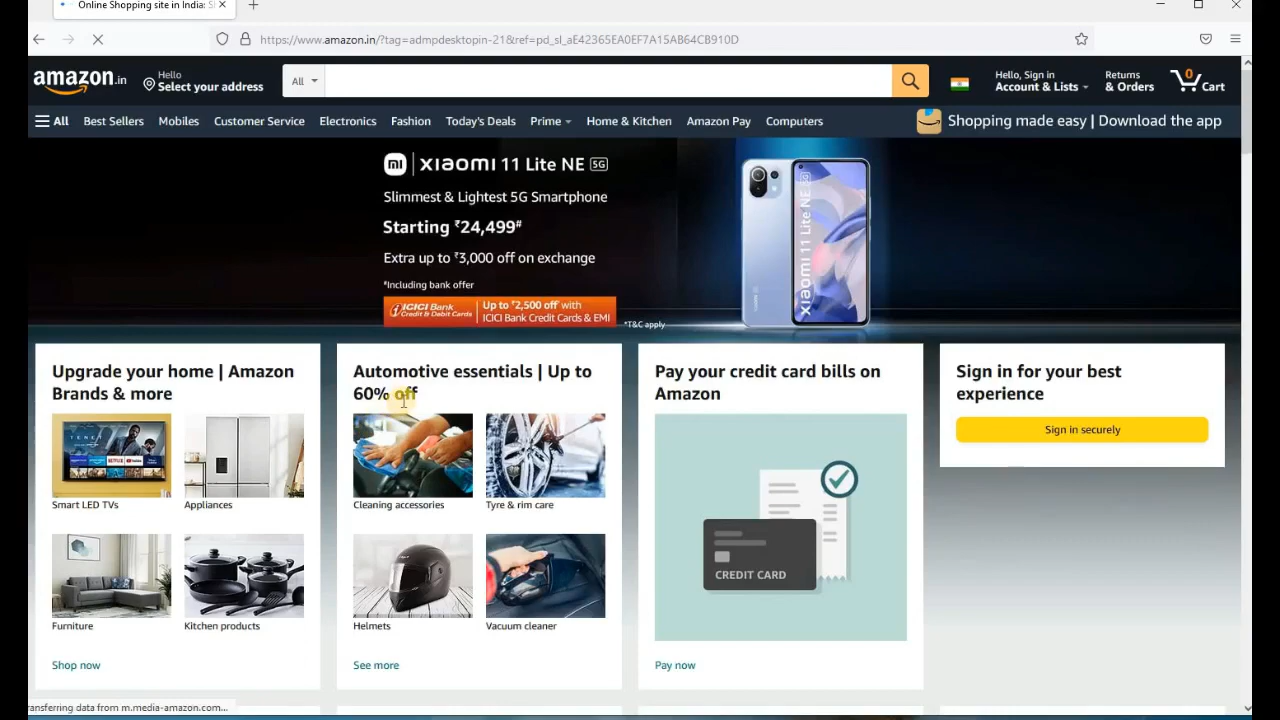 Online Shopping site in India: S
https://www.amazon.in/?tag=admpdesktopin-21&ref=pd_sl_aE42365EA0EF7A15AB64CB910D
amazon.in
Hello
Select your address
All
Hello, Sign in
Account & Lists
Returns
& Orders
0
Cart
All Best Sellers Mobiles Customer Service Electronics Fashion Today's Deals Prime Home & Kitchen Amazon Pay Computers
Shopping made easy | Download the app
mi xiaomi 11 Lite NE 5G
Slimmest & Lightest 5G Smartphone
Starting ₹24,499#
Extra up to ₹3,000 off on exchange
*Including bank offer
ICICI Bank
Credit & Debit Cards
Up to ₹2,500 off with
ICICI Bank Credit Cards & EMI
*T&C apply
xiaomi 11 Lite NE 5G
Upgrade your home | Amazon
Brands & more
Smart LED TVs
Appliances
Furniture
Kitchen products
Shop now
Automotive essentials | Up to
60% off
Cleaning accessories
Tyre & rim care
Helmets
Vacuum cleaner
See more
Pay your credit card bills on
Amazon
CREDIT CARD
Pay now
Sign in for your best
experience
Sign in securely
ransferring data from m.media-amazon.com...